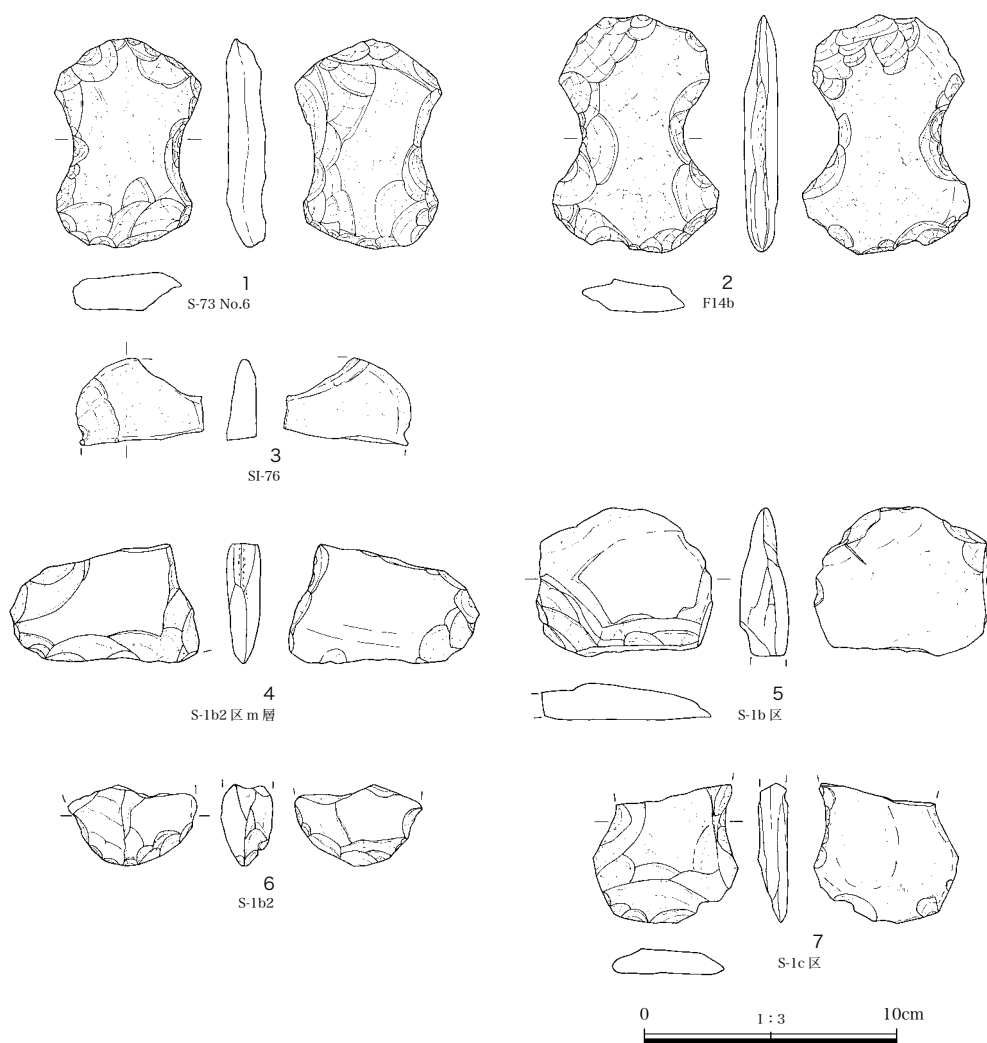 1
S-73 No.6
2
F14b
3
SI-76
4
S-1b2 区 m 層
5
S-1b 区
6
S-1b2
7
S-1c 区
0 1：3 10cm